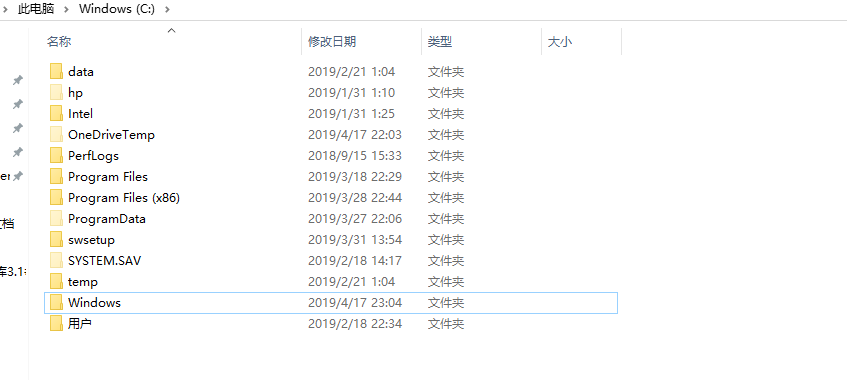 此电脑 Windows (C:)
名称 修改日期 类型 大小
data 2019/2/21 1:04 文件夹
hp 2019/1/31 1:10 文件夹
Intel 2019/1/31 1:25 文件夹
OneDriveTemp 2019/4/17 22:03 文件夹
PerfLogs 2018/9/15 15:33 文件夹
er Program Files 2019/3/18 22:29 文件夹
Program Files (x86) 2019/3/28 22:44 文件夹
档 ProgramData 2019/3/27 22:06 文件夹
swsetup 2019/3/31 13:54 文件夹
SYSTEM.SAV 2019/2/18 14:17 文件夹
库3.1 temp 2019/2/21 1:04 文件夹
Windows 2019/4/17 23:04 文件夹
用户 2019/2/18 22:34 文件夹